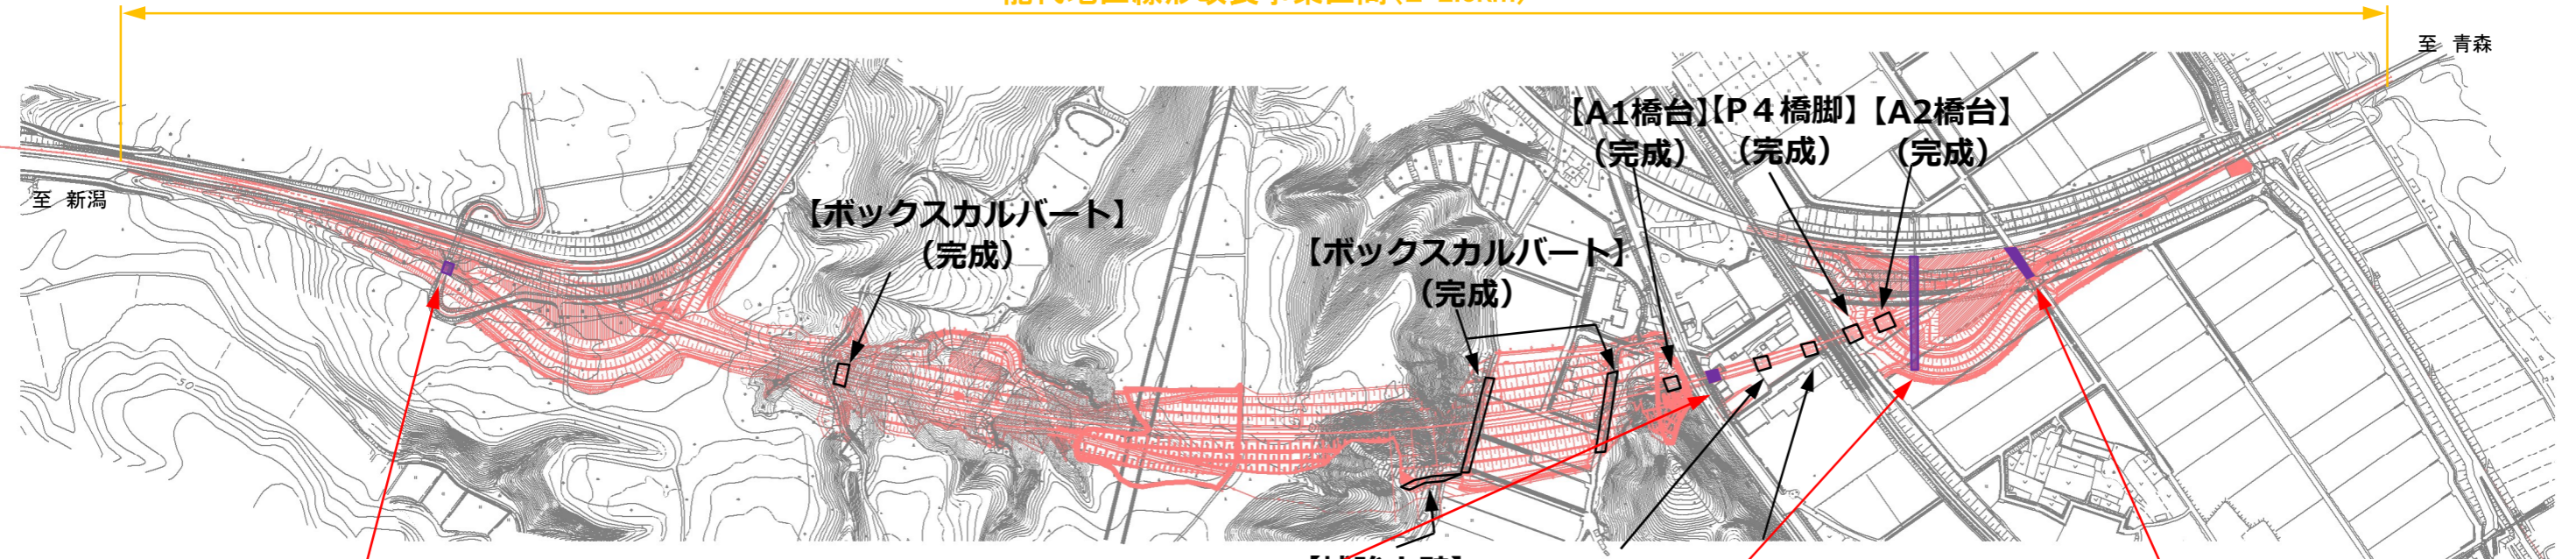 至 青森
【A1橋台】【P4橋脚】【A2橋台】
（完成） （完成） （完成）
至 新潟
【ボックスカルバート】
（完成）
【ボックスカルバート】
（完成）
50